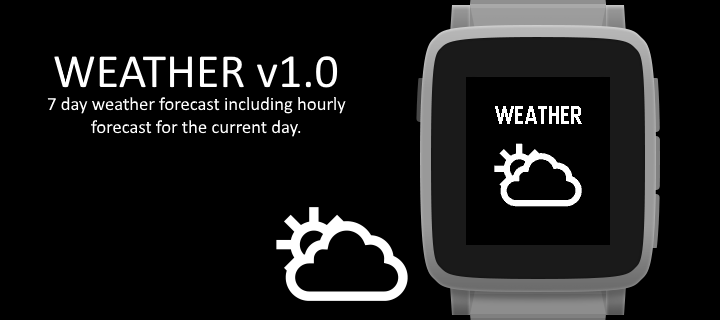 WEATHER v1.0
7 day weather forecast including hourly
forecast for the current day.
WEATHER